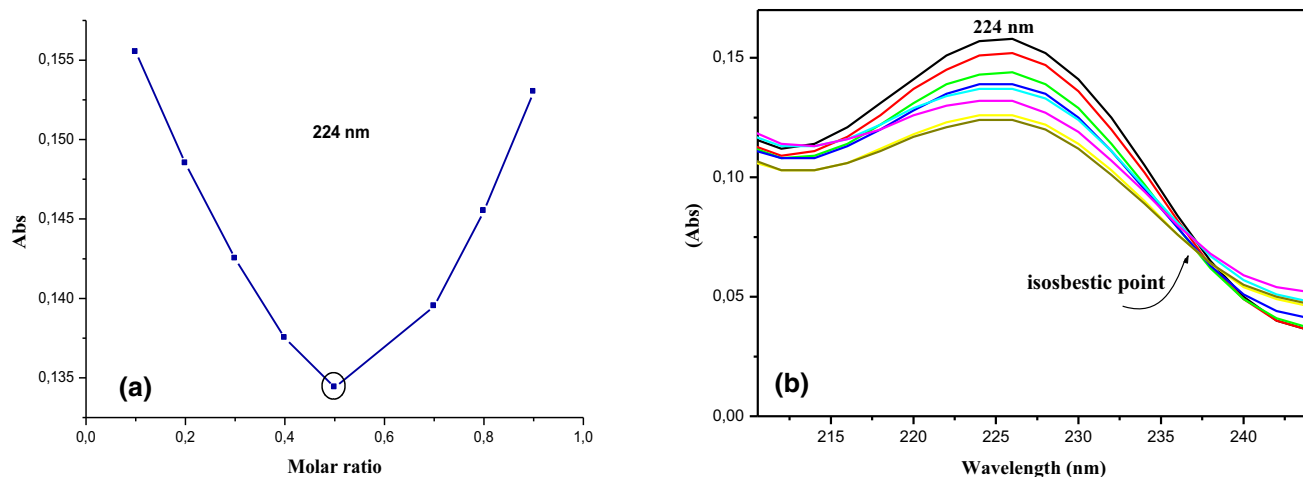 0,155
0,150
0,145
0,140
0,135
Abs
224 nm
(a)
0,0 0,2 0,4 0,6 0,8 1,0
Molar ratio
0,15
0,10
0,05
0,00
(Abs)
224 nm
isosbestic point
(b)
215 220 225 230 235 240
Wavelength (nm)